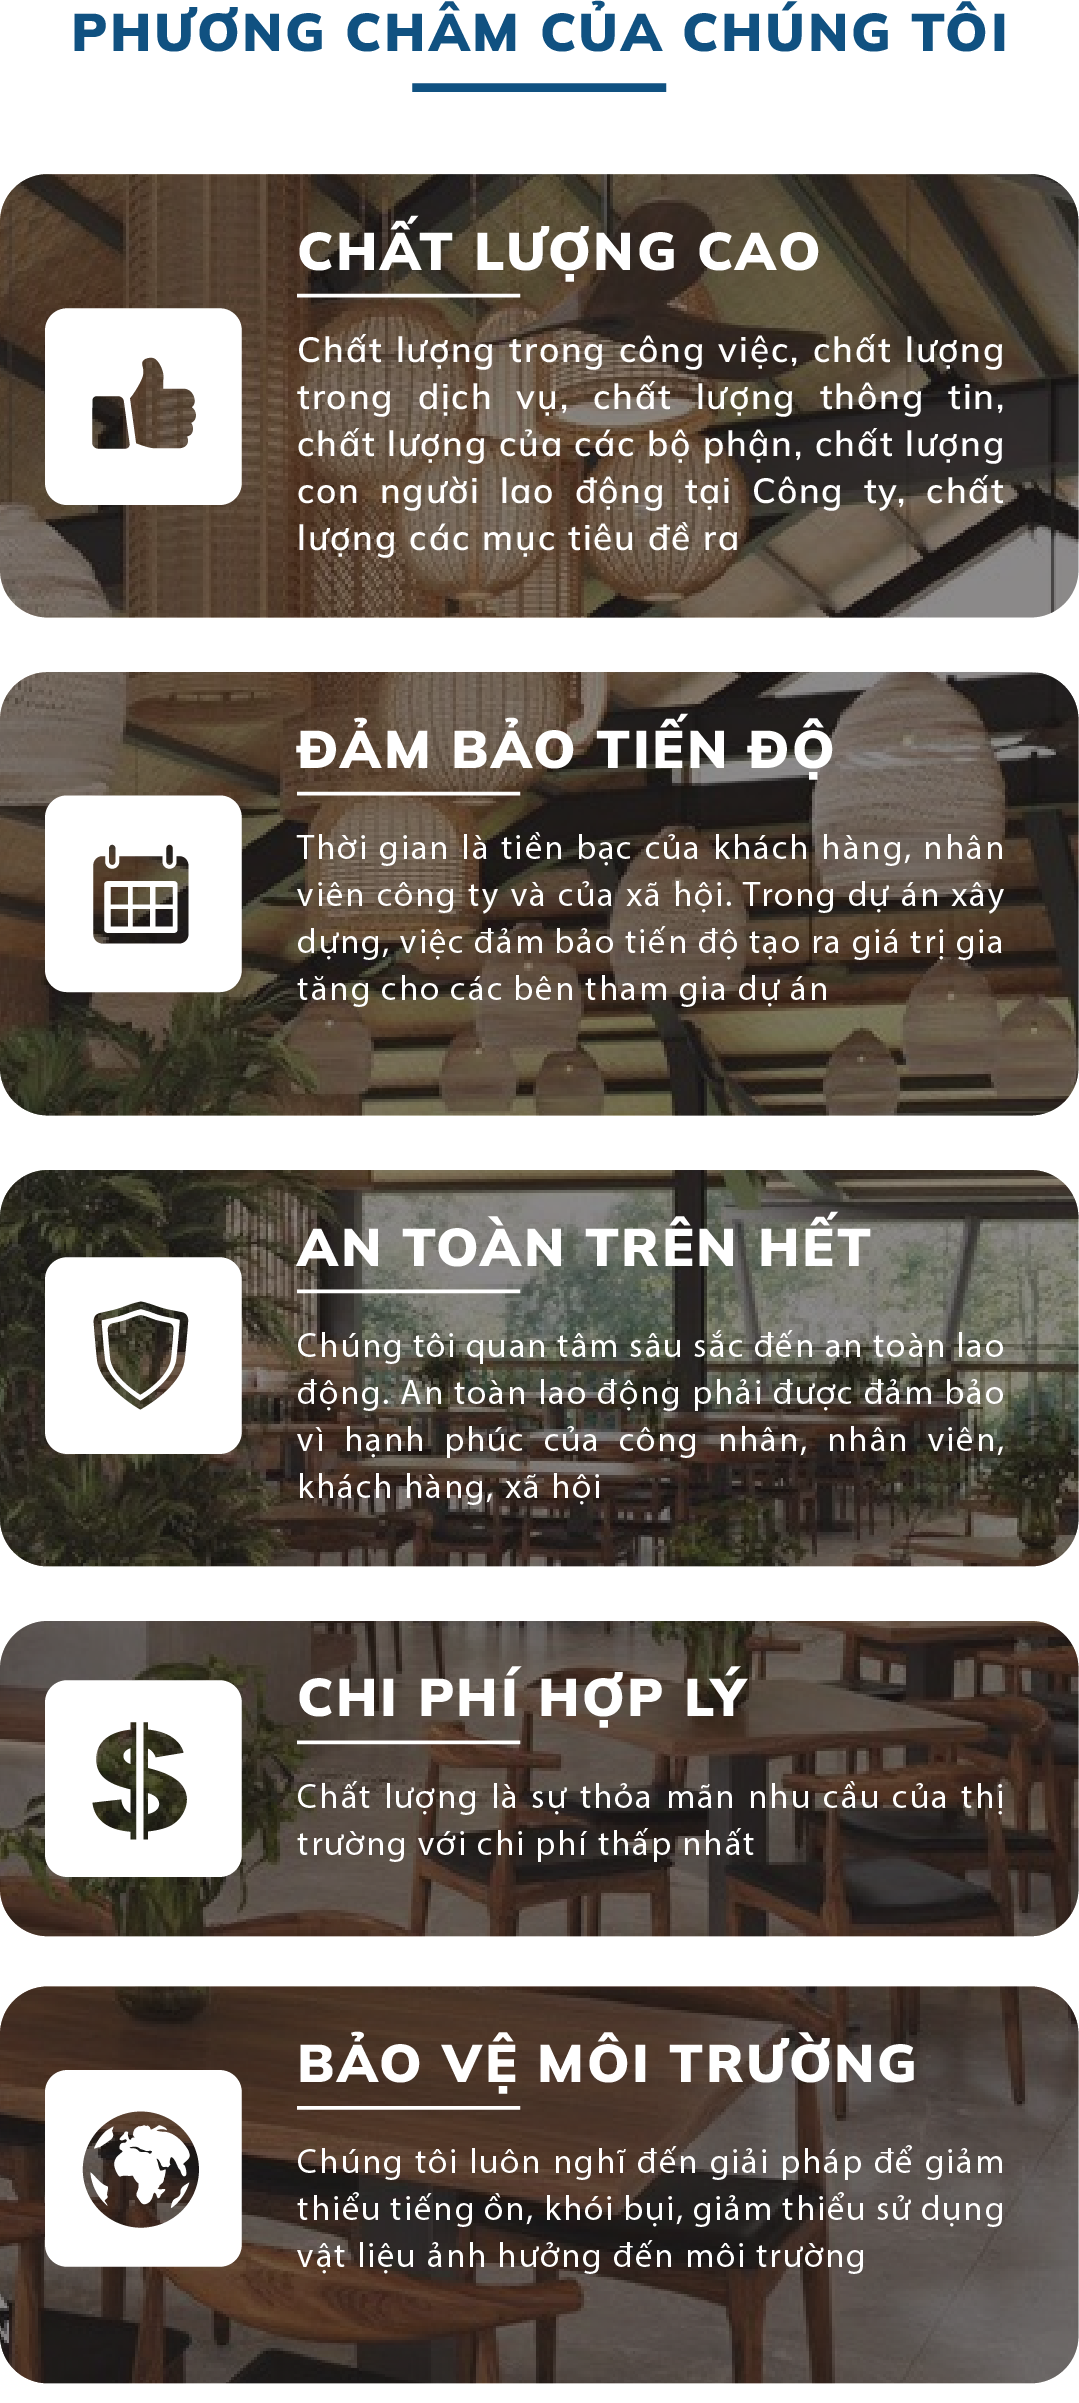 PHƯƠNG CHÂM CỦA CHÚNG TÔI
CHẤT LƯỢNG CAO
Chất lượng trong công việc, chất lượng
trong dịch vụ, chất lượng thông tin,
chất lượng của các bộ phận, chất lượng
con người lao động tại Công ty, chất
lượng các mục tiêu đề ra
ĐẢM BẢO TIẾN ĐỘ
Thời gian là tiền bạc của khách hàng, nhân
viên công ty và của xã hội. Trong dự án xây
dựng, việc đảm bảo tiến độ tạo ra giá trị gia
tăng cho các bên tham gia dự án
AN TOÀN TRÊN HẾT
Chúng tôi quan tâm sâu sắc đến an toàn lao
động. An toàn lao động phải được đảm bảo
vì hạnh phúc của công nhân, nhân viên,
khách hàng, xã hội
CHI PHÍ HỢP LÝ
Chất lượng là sự thỏa mãn nhu cầu của thị
trường với chi phí thấp nhất
BẢO VỆ MÔI TRƯỜNG
Chúng tôi luôn nghĩ đến giải pháp để giảm
thiểu tiếng ồn, khói bụi, giảm thiểu sử dụng
vật liệu ảnh hưởng đến môi trường